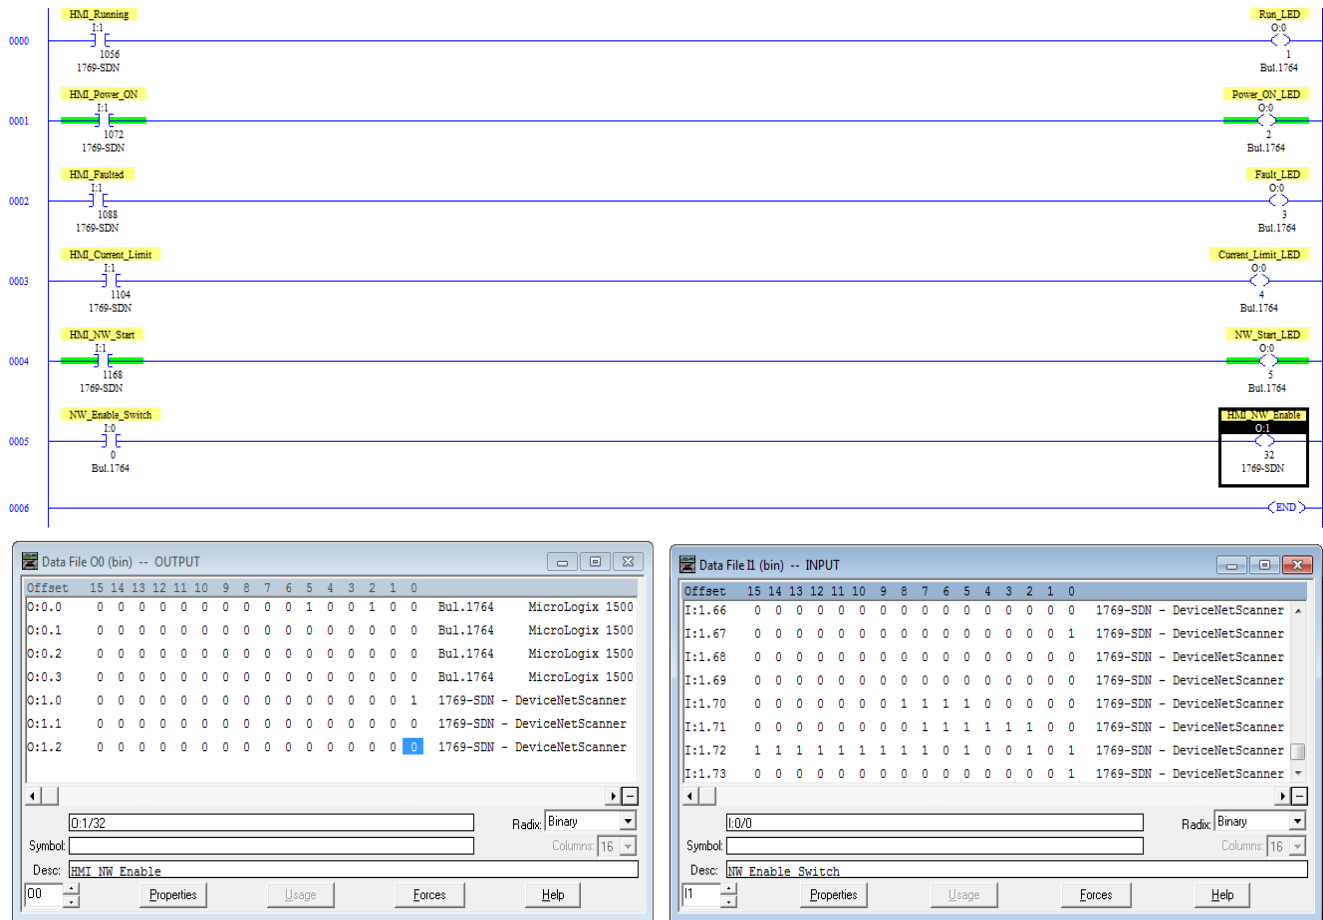 HMI_Running
I:1
0000
1056
1769-SDN
Run_LED
O:0
1
Bul.1764
HMI_Power_ON
I:1
0001
1072
1769-SDN
Power_ON_LED
O:0
2
Bul.1764
HMI_Faulted
I:1
0002
1088
1769-SDN
Fault_LED
O:0
3
Bul.1764
HMI_Current_Limit
I:1
0003
1104
1769-SDN
Current_Limit_LED
O:0
4
Bul.1764
HMI_NW_Start
I:1
0004
1168
1769-SDN
NW_Start_LED
O:0
5
Bul.1764
NW_Enable_Switch
I:0
0005
0
Bul.1764
HMI_NW_Enable
O:1
32
1769-SDN
0006
END
Data File O0 (bin) -- OUTPUT
Offset 15 14 13 12 11 10 9 8 7 6 5 4 3 2 1 0
O:0.0 0 0 0 0 0 0 0 0 0 0 1 0 0 1 0 0 Bul.1764 MicroLogix 1500
O:0.1 0 0 0 0 0 0 0 0 0 0 0 0 0 0 0 0 Bul.1764 MicroLogix 1500
O:0.2 0 0 0 0 0 0 0 0 0 0 0 0 0 0 0 0 Bul.1764 MicroLogix 1500
O:0.3 0 0 0 0 0 0 0 0 0 0 0 0 0 0 0 0 Bul.1764 MicroLogix 1500
O:1.0 0 0 0 0 0 0 0 0 0 0 0 0 0 0 0 1 1769-SDN - DeviceNetScanner
O:1.1 0 0 0 0 0 0 0 0 0 0 0 0 0 0 0 0 1769-SDN - DeviceNetScanner
O:1.2 0 0 0 0 0 0 0 0 0 0 0 0 0 0 0 0 1769-SDN - DeviceNetScanner
O:1/32
Radix: Binary
Symbol:
Columns: 16
Desc: HMI NW Enable
O0
Properties
Usage
Forces
Help
Data File I1 (bin) -- INPUT
Offset 15 14 13 12 11 10 9 8 7 6 5 4 3 2 1 0
I:1.66 0 0 0 0 0 0 0 0 0 0 0 0 0 0 0 0 1769-SDN - DeviceNetScanner
I:1.67 0 0 0 0 0 0 0 0 0 0 0 0 0 0 0 1 1769-SDN - DeviceNetScanner
I:1.68 0 0 0 0 0 0 0 0 0 0 0 0 0 0 0 0 1769-SDN - DeviceNetScanner
I:1.69 0 0 0 0 0 0 0 0 0 0 0 0 0 0 0 0 1769-SDN - DeviceNetScanner
I:1.70 0 0 0 0 0 0 0 1 1 1 1 0 0 0 0 0 1769-SDN - DeviceNetScanner
I:1.71 0 0 0 0 0 0 0 0 1 1 1 1 1 1 0 0 1769-SDN - DeviceNetScanner
I:1.72 1 1 1 1 1 1 1 1 1 0 1 0 0 1 0 1 1769-SDN - DeviceNetScanner
I:1.73 0 0 0 0 0 0 0 0 0 0 0 0 0 0 0 1 1769-SDN - DeviceNetScanner
I:0/0
Radix: Binary
Symbol:
Columns: 16
Desc: NW Enable Switch
I1
Properties
Usage
Forces
Help